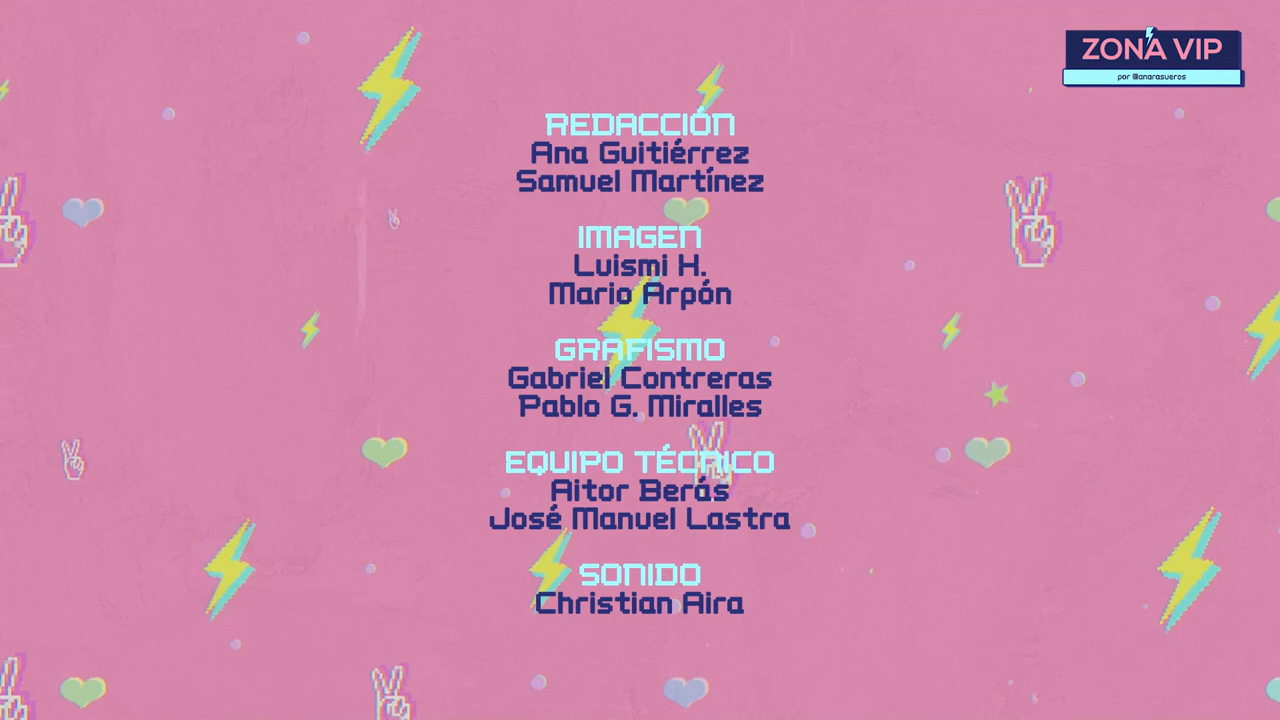 ZONA VIP
por @anarasueros
REDACCIÓN
Ana Guitiérrez
Samuel Martínez
IMAGEN
Luismi H.
Mario Arpón
GRAFISMO
Gabriel Contreras
Pablo G. Miralles
EQUIPO TÉCNICO
Aitor Berás
José Manuel Lastra
SONIDO
Christian Aira